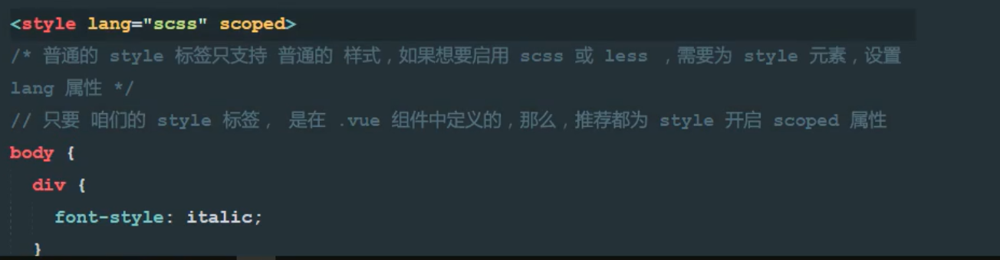 <style lang="scss" scoped>
/* 普通的 style 标签只支持 普通的 样式，如果想要启用 scss 或 less ，需要为 style 元素，设置
lang 属性 */
// 只要 咱们的 style 标签， 是在 .vue 组件中定义的，那么，推荐都为 style 开启 scoped 属性
body {
div {
font-style: italic;
}